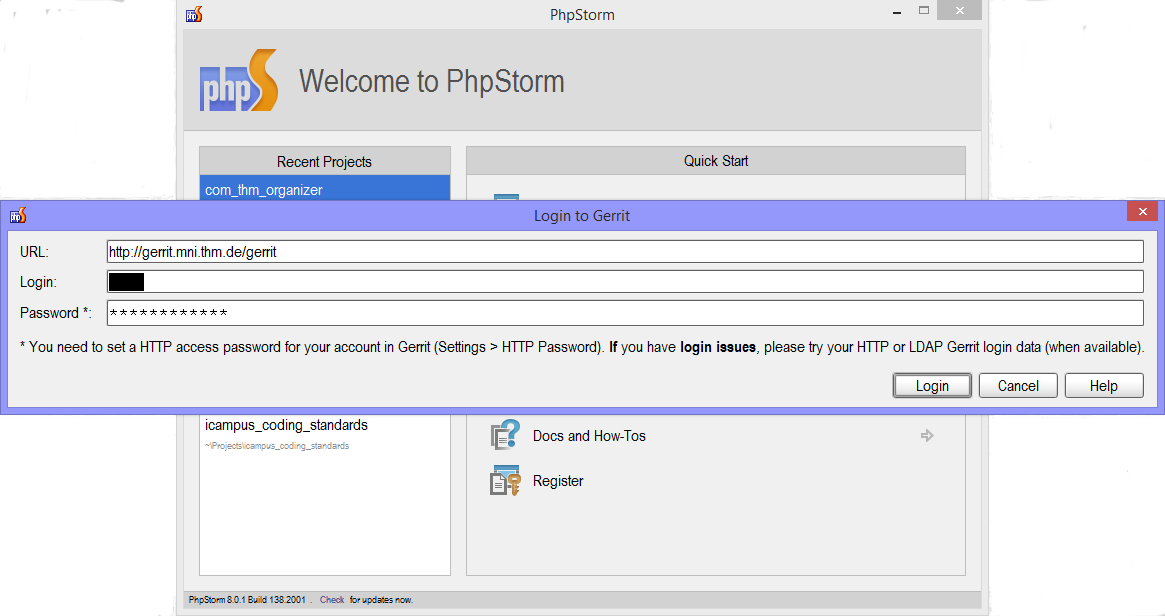 PhpStorm
php
Welcome to PhpStorm
Recent Projects
Quick Start
com_thm_organizer
Login to Gerrit
URL:
http://gerrit.mni.thm.de/gerrit
Login:
Password *:
************
* You need to set a HTTP access password for your account in Gerrit (Settings > HTTP Password). If you have login issues, please try your HTTP or LDAP Gerrit login data (when available).
Login
Cancel
Help
icampus_coding_standards
~\Projects\icampus_coding_standards
Docs and How-Tos
Register
PhpStorm 8.0.1 Build 138.2001 . Check for updates now.